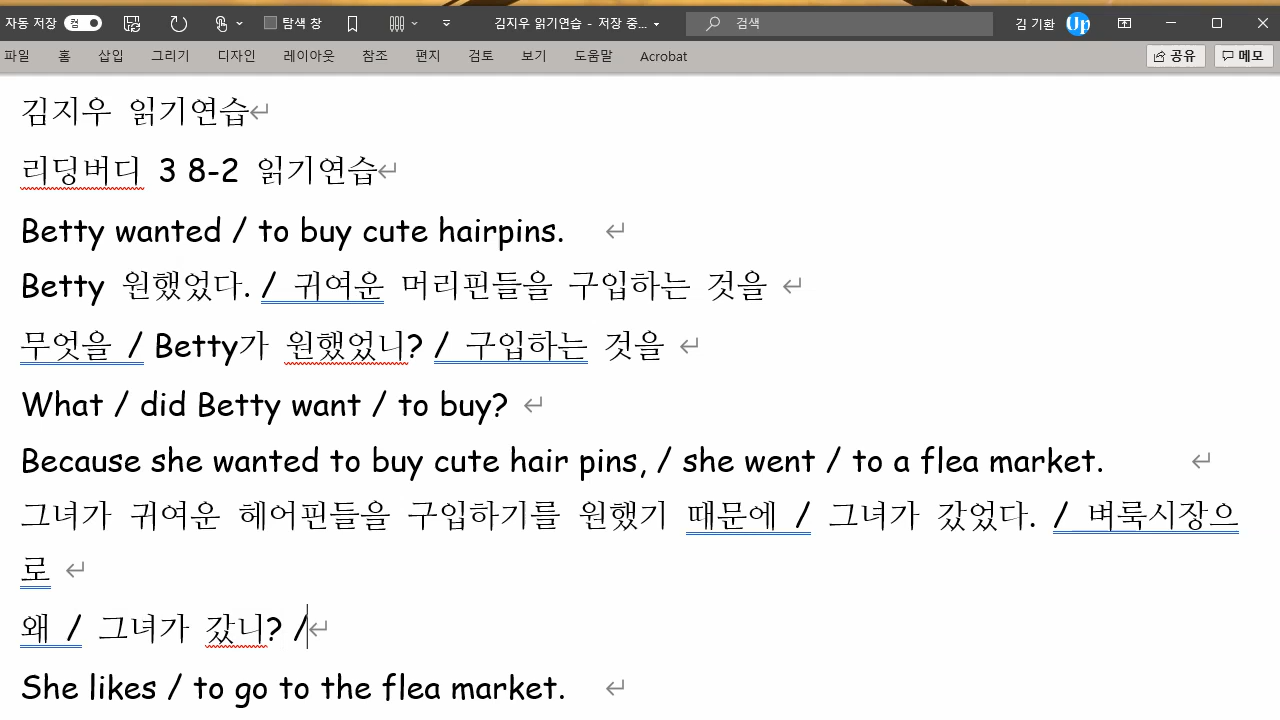 자동 저장 컴 탐색 창 김지우 읽기연습 - 저장 중... 검색 김 기환 Up
파일 홈 삽입 그리기 디자인 레이아웃 참조 편지 검토 보기 도움말 Acrobat 공유 메모
김지우 읽기연습
리딩버디 3 8-2 읽기연습
Betty wanted / to buy cute hairpins.
Betty 원했었다. / 귀여운 머리핀들을 구입하는 것을
무엇을 / Betty가 원했었니? / 구입하는 것을
What / did Betty want / to buy?
Because she wanted to buy cute hair pins, / she went / to a flea market.
그녀가 귀여운 헤어핀들을 구입하기를 원했기 때문에 / 그녀가 갔었다. / 벼룩시장으
로
왜 / 그녀가 갔니? /
She likes / to go to the flea market.